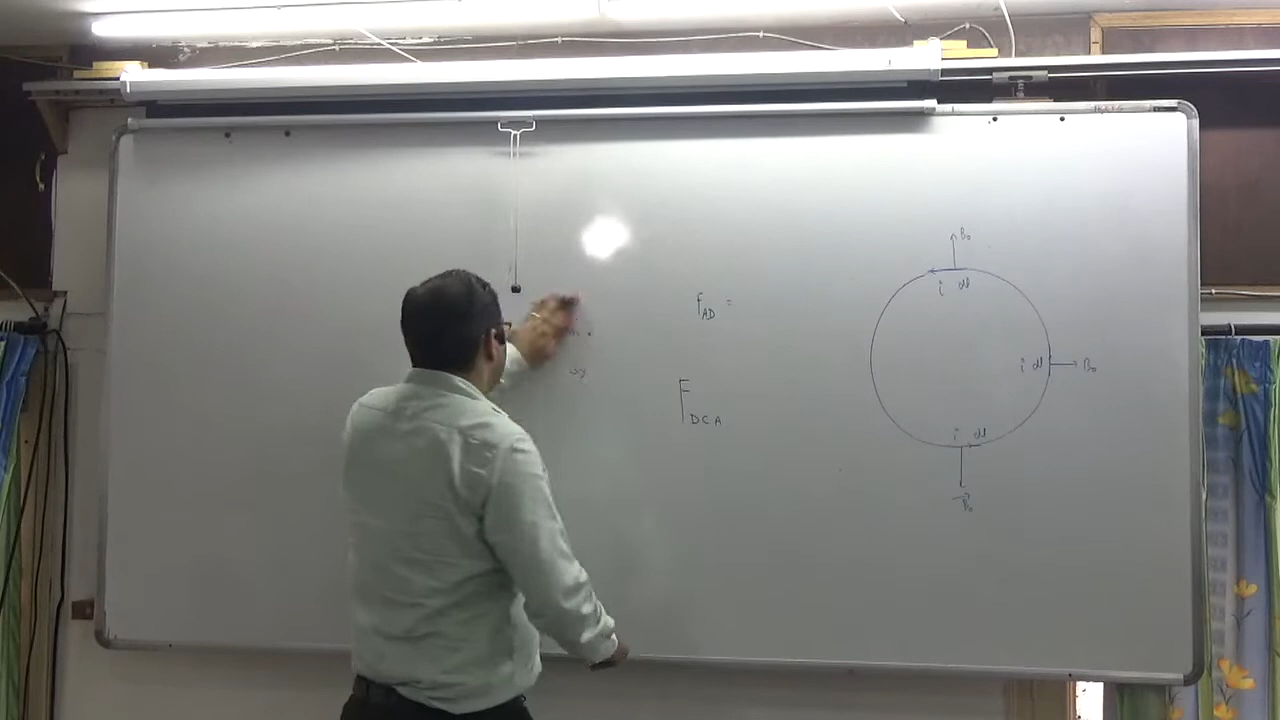 F_AD =
F_DCA
B₀
i dl
i dl B₀
i dl
B₀